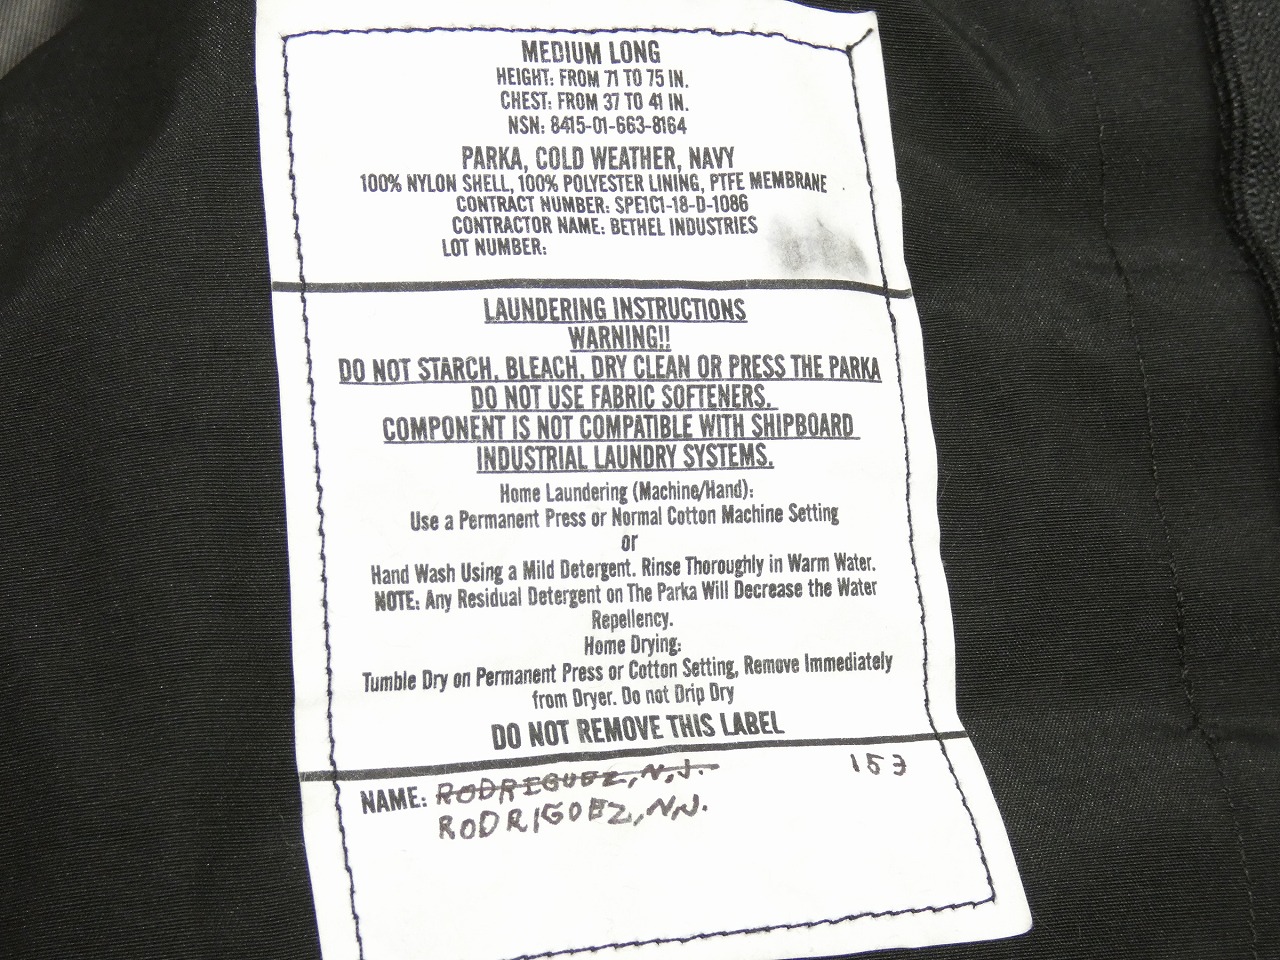 MEDIUM LONG
HEIGHT: FROM 71 TO 75 IN.
CHEST: FROM 37 TO 41 IN.
NSN: 8415-01-663-8164
PARKA, COLD WEATHER, NAVY
100% NYLON SHELL, 100% POLYESTER LINING, PTFE MEMBRANE
CONTRACT NUMBER: SPE1C1-18-D-1086
CONTRACTOR NAME: BETHEL INDUSTRIES
LOT NUMBER:
LAUNDERING INSTRUCTIONS
WARNING!!
DO NOT STARCH, BLEACH, DRY CLEAN OR PRESS THE PARKA
DO NOT USE FABRIC SOFTENERS.
COMPONENT IS NOT COMPATIBLE WITH SHIPBOARD
INDUSTRIAL LAUNDRY SYSTEMS.
Home Laundering (Machine/Hand):
Use a Permanent Press or Normal Cotton Machine Setting
or
Hand Wash Using a Mild Detergent. Rinse Thoroughly in Warm Water.
NOTE: Any Residual Detergent on The Parka Will Decrease the Water
Repellency.
Home Drying:
Tumble Dry on Permanent Press or Cotton Setting, Remove Immediately
from Dryer. Do not Drip Dry
DO NOT REMOVE THIS LABEL
NAME: RODREGUEZ, N.J. 153
RODRIGUEZ, N.J.